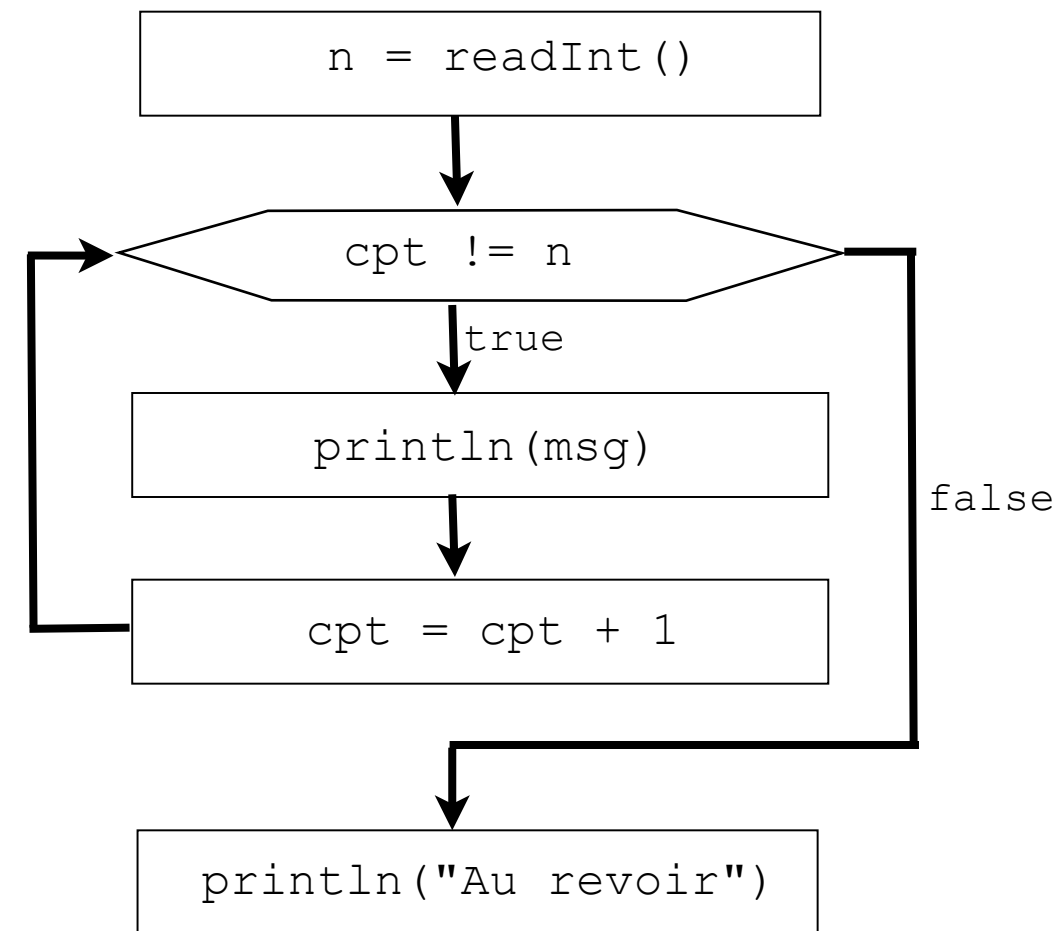 n = readInt()
cpt != n
true
println(msg)
false
cpt = cpt + 1
println("Au revoir")